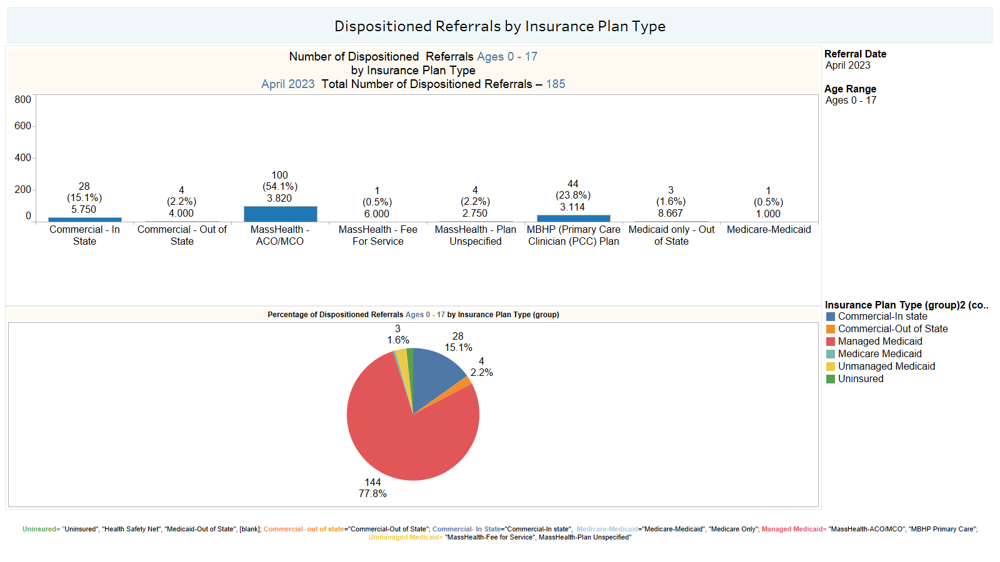 Dispositioned Referrals by Insurance Plan Type
Number of Dispositioned  Referrals Ages 0 - 17
by Insurance Plan Type
April 2023  Total Number of Dispositioned Referrals – 185
Referral Date
April 2023
Age Range
Ages 0 - 17
800
600
400
200
0
28
(15.1%)
5.750
4
(2.2%)
4.000
100
(54.1%)
3.820
1
(0.5%)
6.000
4
(2.2%)
2.750
44
(23.8%)
3.114
3
(1.6%)
8.667
1
(0.5%)
1.000
Commercial - In
State
Commercial - Out of
State
MassHealth -
ACO/MCO
MassHealth - Fee
For Service
MassHealth - Plan
Unspecified
MBHP (Primary Care
Clinician (PCC) Plan
Medicaid only - Out
of State
Medicare-Medicaid
Percentage of Dispositioned Referrals Ages 0 - 17 by Insurance Plan Type (group)
3
1.6%
28
15.1%
4
2.2%
144
77.8%
Insurance Plan Type (group)2 (co..
Commercial-In state
Commercial-Out of State
Managed Medicaid
Medicare Medicaid
Unmanaged Medicaid
Uninsured
Uninsured= "Uninsured", "Health Safety Net", "Medicaid-Out of State", [blank]; Commercial- out of state="Commercial-Out of State"; Commercial- In State="Commercial-In state",  Medicare-Medicaid="Medicare-Medicaid", "Medicare Only"; Managed Medicaid= "MassHealth-ACO/MCO", "MBHP Primary Care";
Unmanaged Medicaid= "MassHealth-Fee for Service", MassHealth-Plan Unspecified"